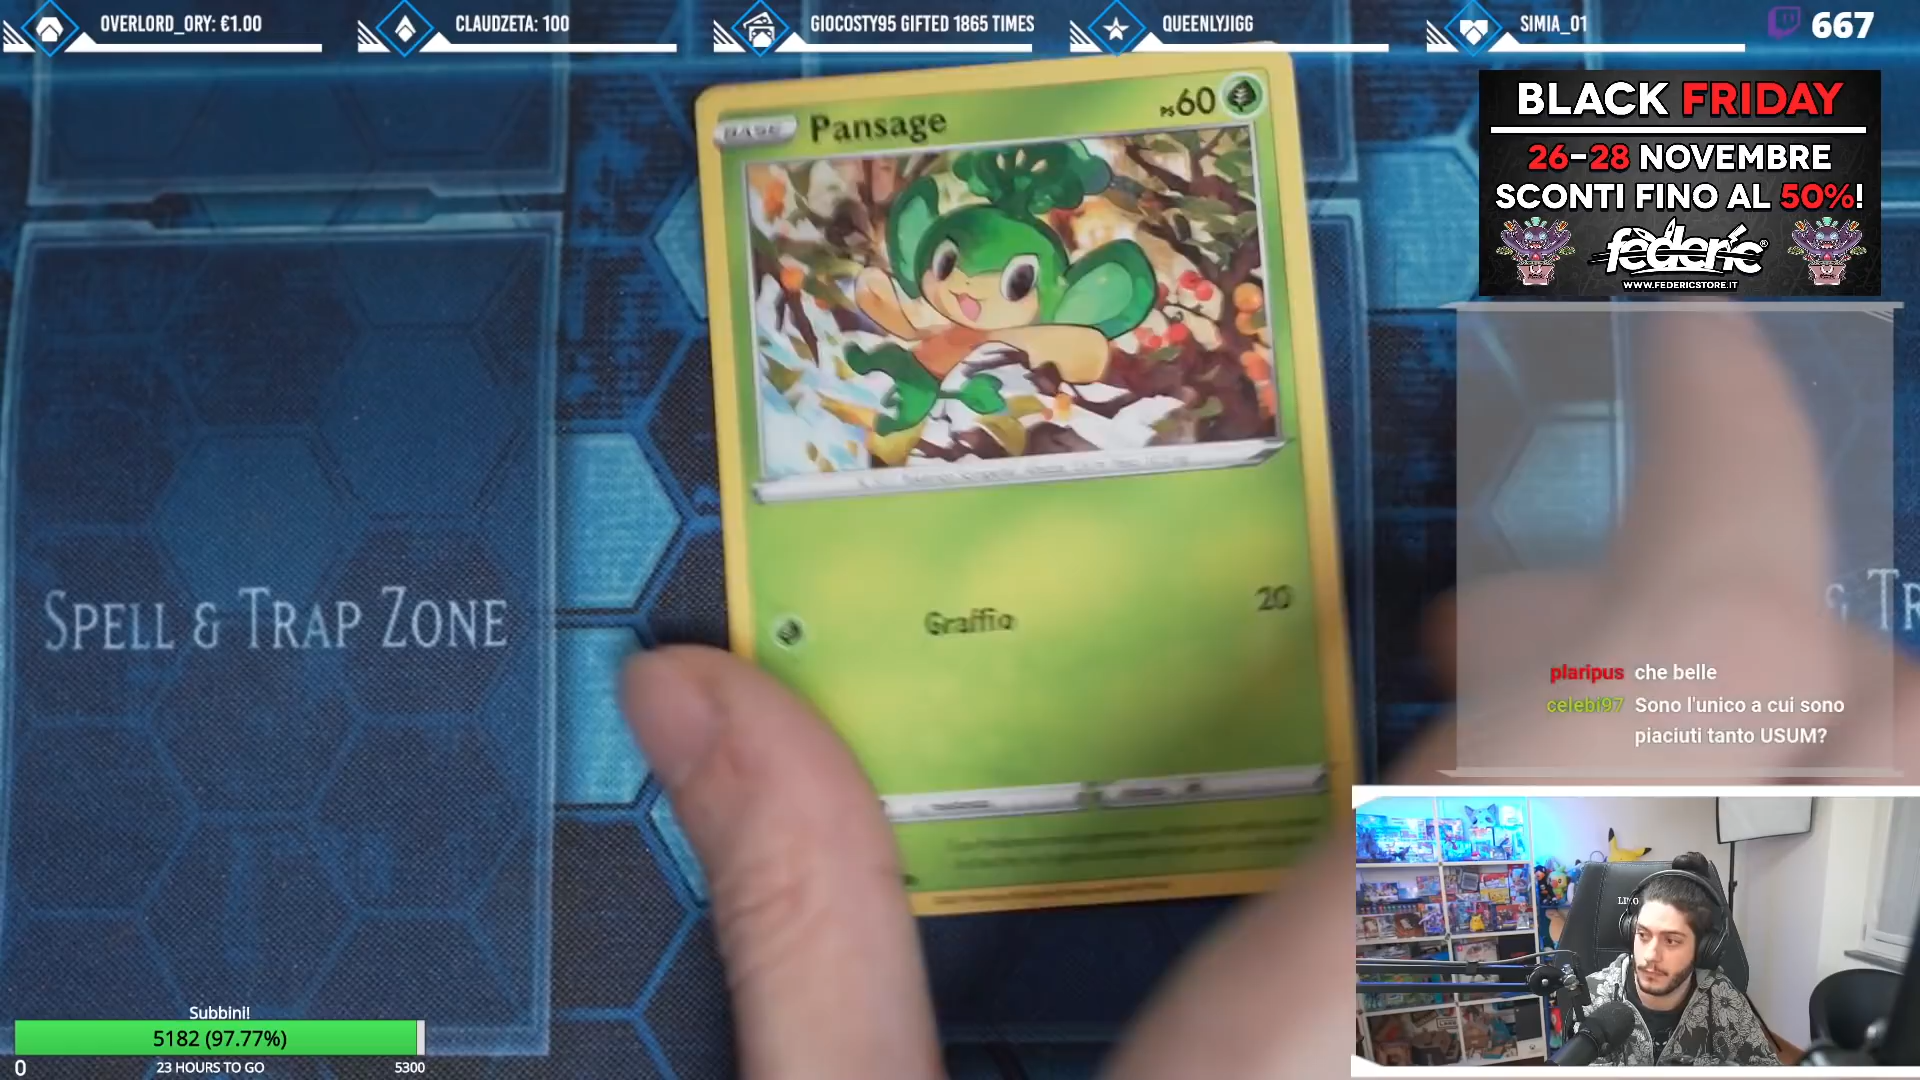 OVERLORD_ORY: €1.00
CLAUDZETA: 100
GIOCOSTY95 GIFTED 1865 TIMES
QUEENLYJIGG
SIMIA_01
667
BLACK FRIDAY
26-28 NOVEMBRE
SCONTI FINO AL 50%!
federic®
WWW.FEDERICSTORE.IT
BASE Pansage PS60
Graffio 20
SPELL & TRAP ZONE
& TR
plaripus che belle
celebi97 Sono l'unico a cui sono
piaciuti tanto USUM?
Subbini!
5182 (97.77%)
0 23 HOURS TO GO 5300